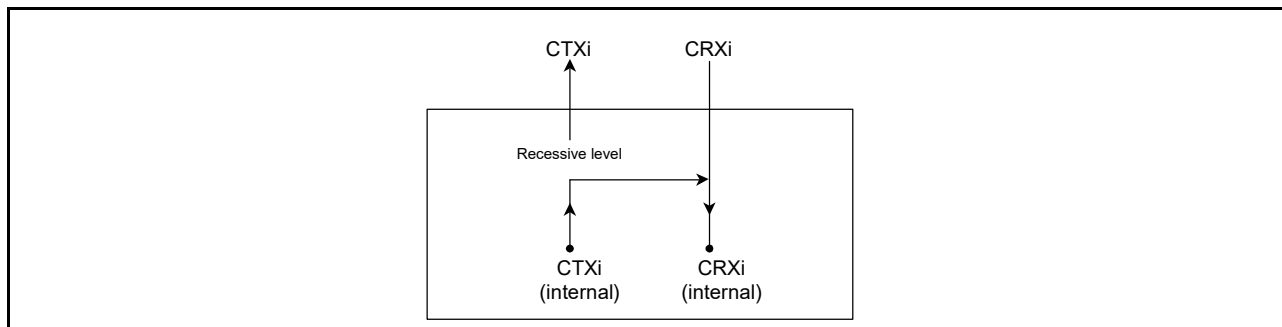 CTXi CRXi
Recessive level
CTXi CRXi
(internal) (internal)